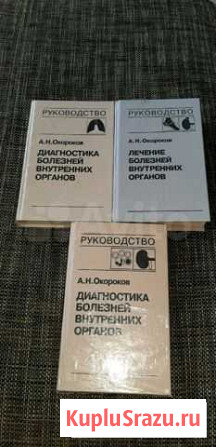 РУКОВОДСТВО
А.Н.Окороков
ДИАГНОСТИКА
БОЛЕЗНЕЙ
ВНУТРЕННИХ
ОРГАНОВ
РУКОВОДСТВО
А.Н.Окороков
ЛЕЧЕНИЕ
БОЛЕЗНЕЙ
ВНУТРЕННИХ
ОРГАНОВ
РУКОВОДСТВО
А.Н.Окороков
ДИАГНОСТИКА
БОЛЕЗНЕЙ
ВНУТРЕННИХ
ОРГАНОВ
KupluSrazu.ru